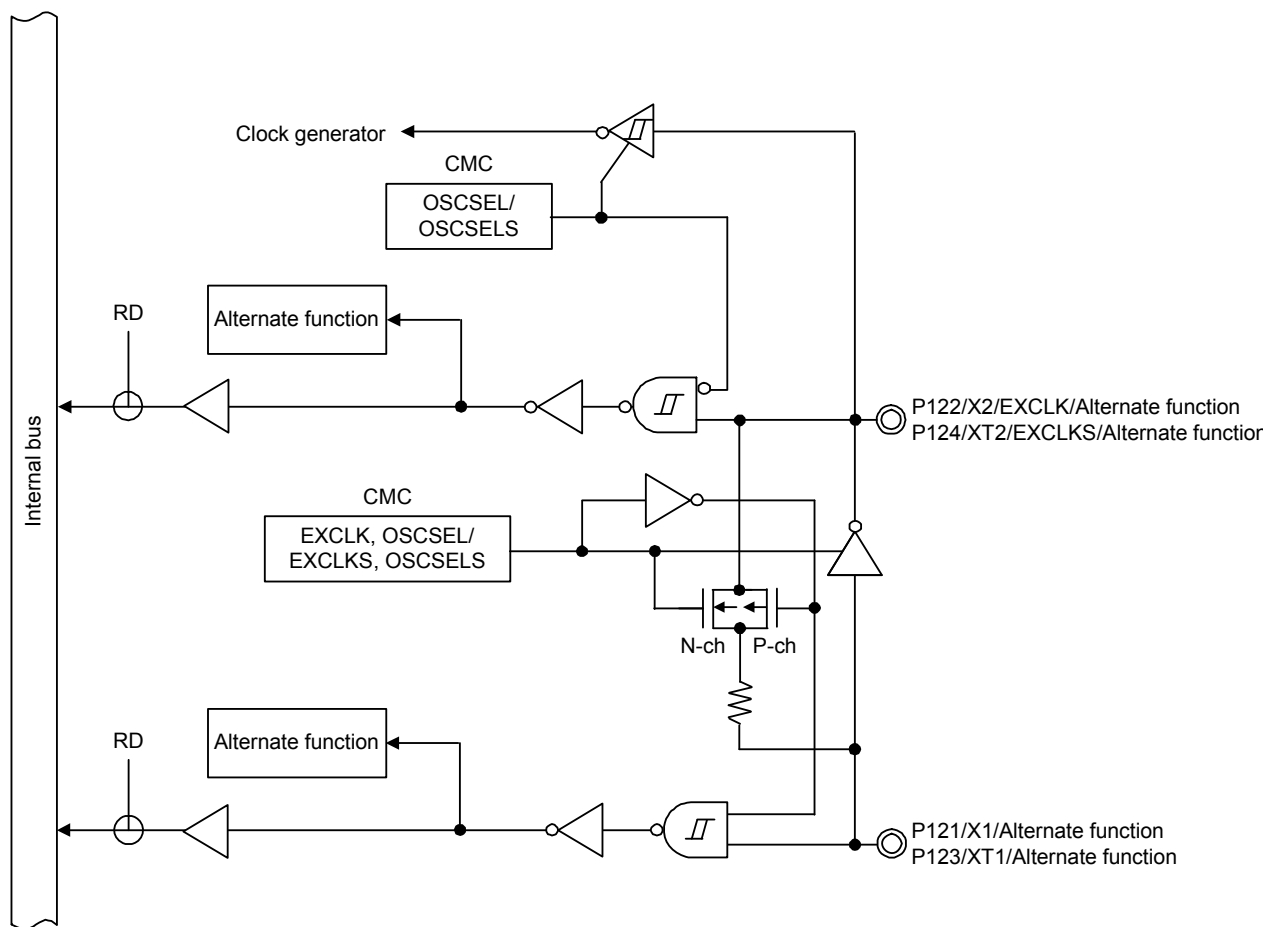 Clock generator
CMC
OSCSEL/
OSCSELS
RD
Alternate function
P122/X2/EXCLK/Alternate function
P124/XT2/EXCLKS/Alternate function
Internal bus
CMC
EXCLK, OSCSEL/
EXCLKS, OSCSELS
N-ch
P-ch
RD
Alternate function
P121/X1/Alternate function
P123/XT1/Alternate function